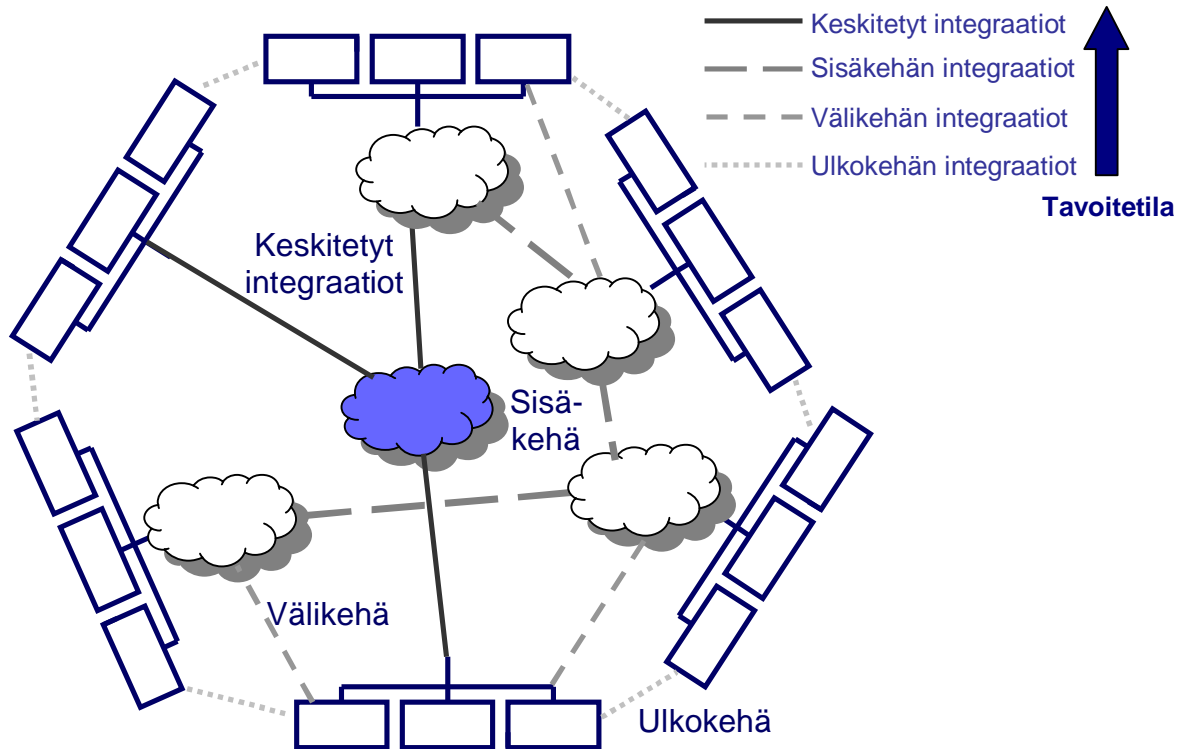 Keskitetyt integraatiot
Sisäkehän integraatiot
Välikehän integraatiot
Ulkokehän integraatiot
Tavoitetila
Keskitetyt
integraatiot
Sisä-
kehä
Välikehä
Ulkokehä